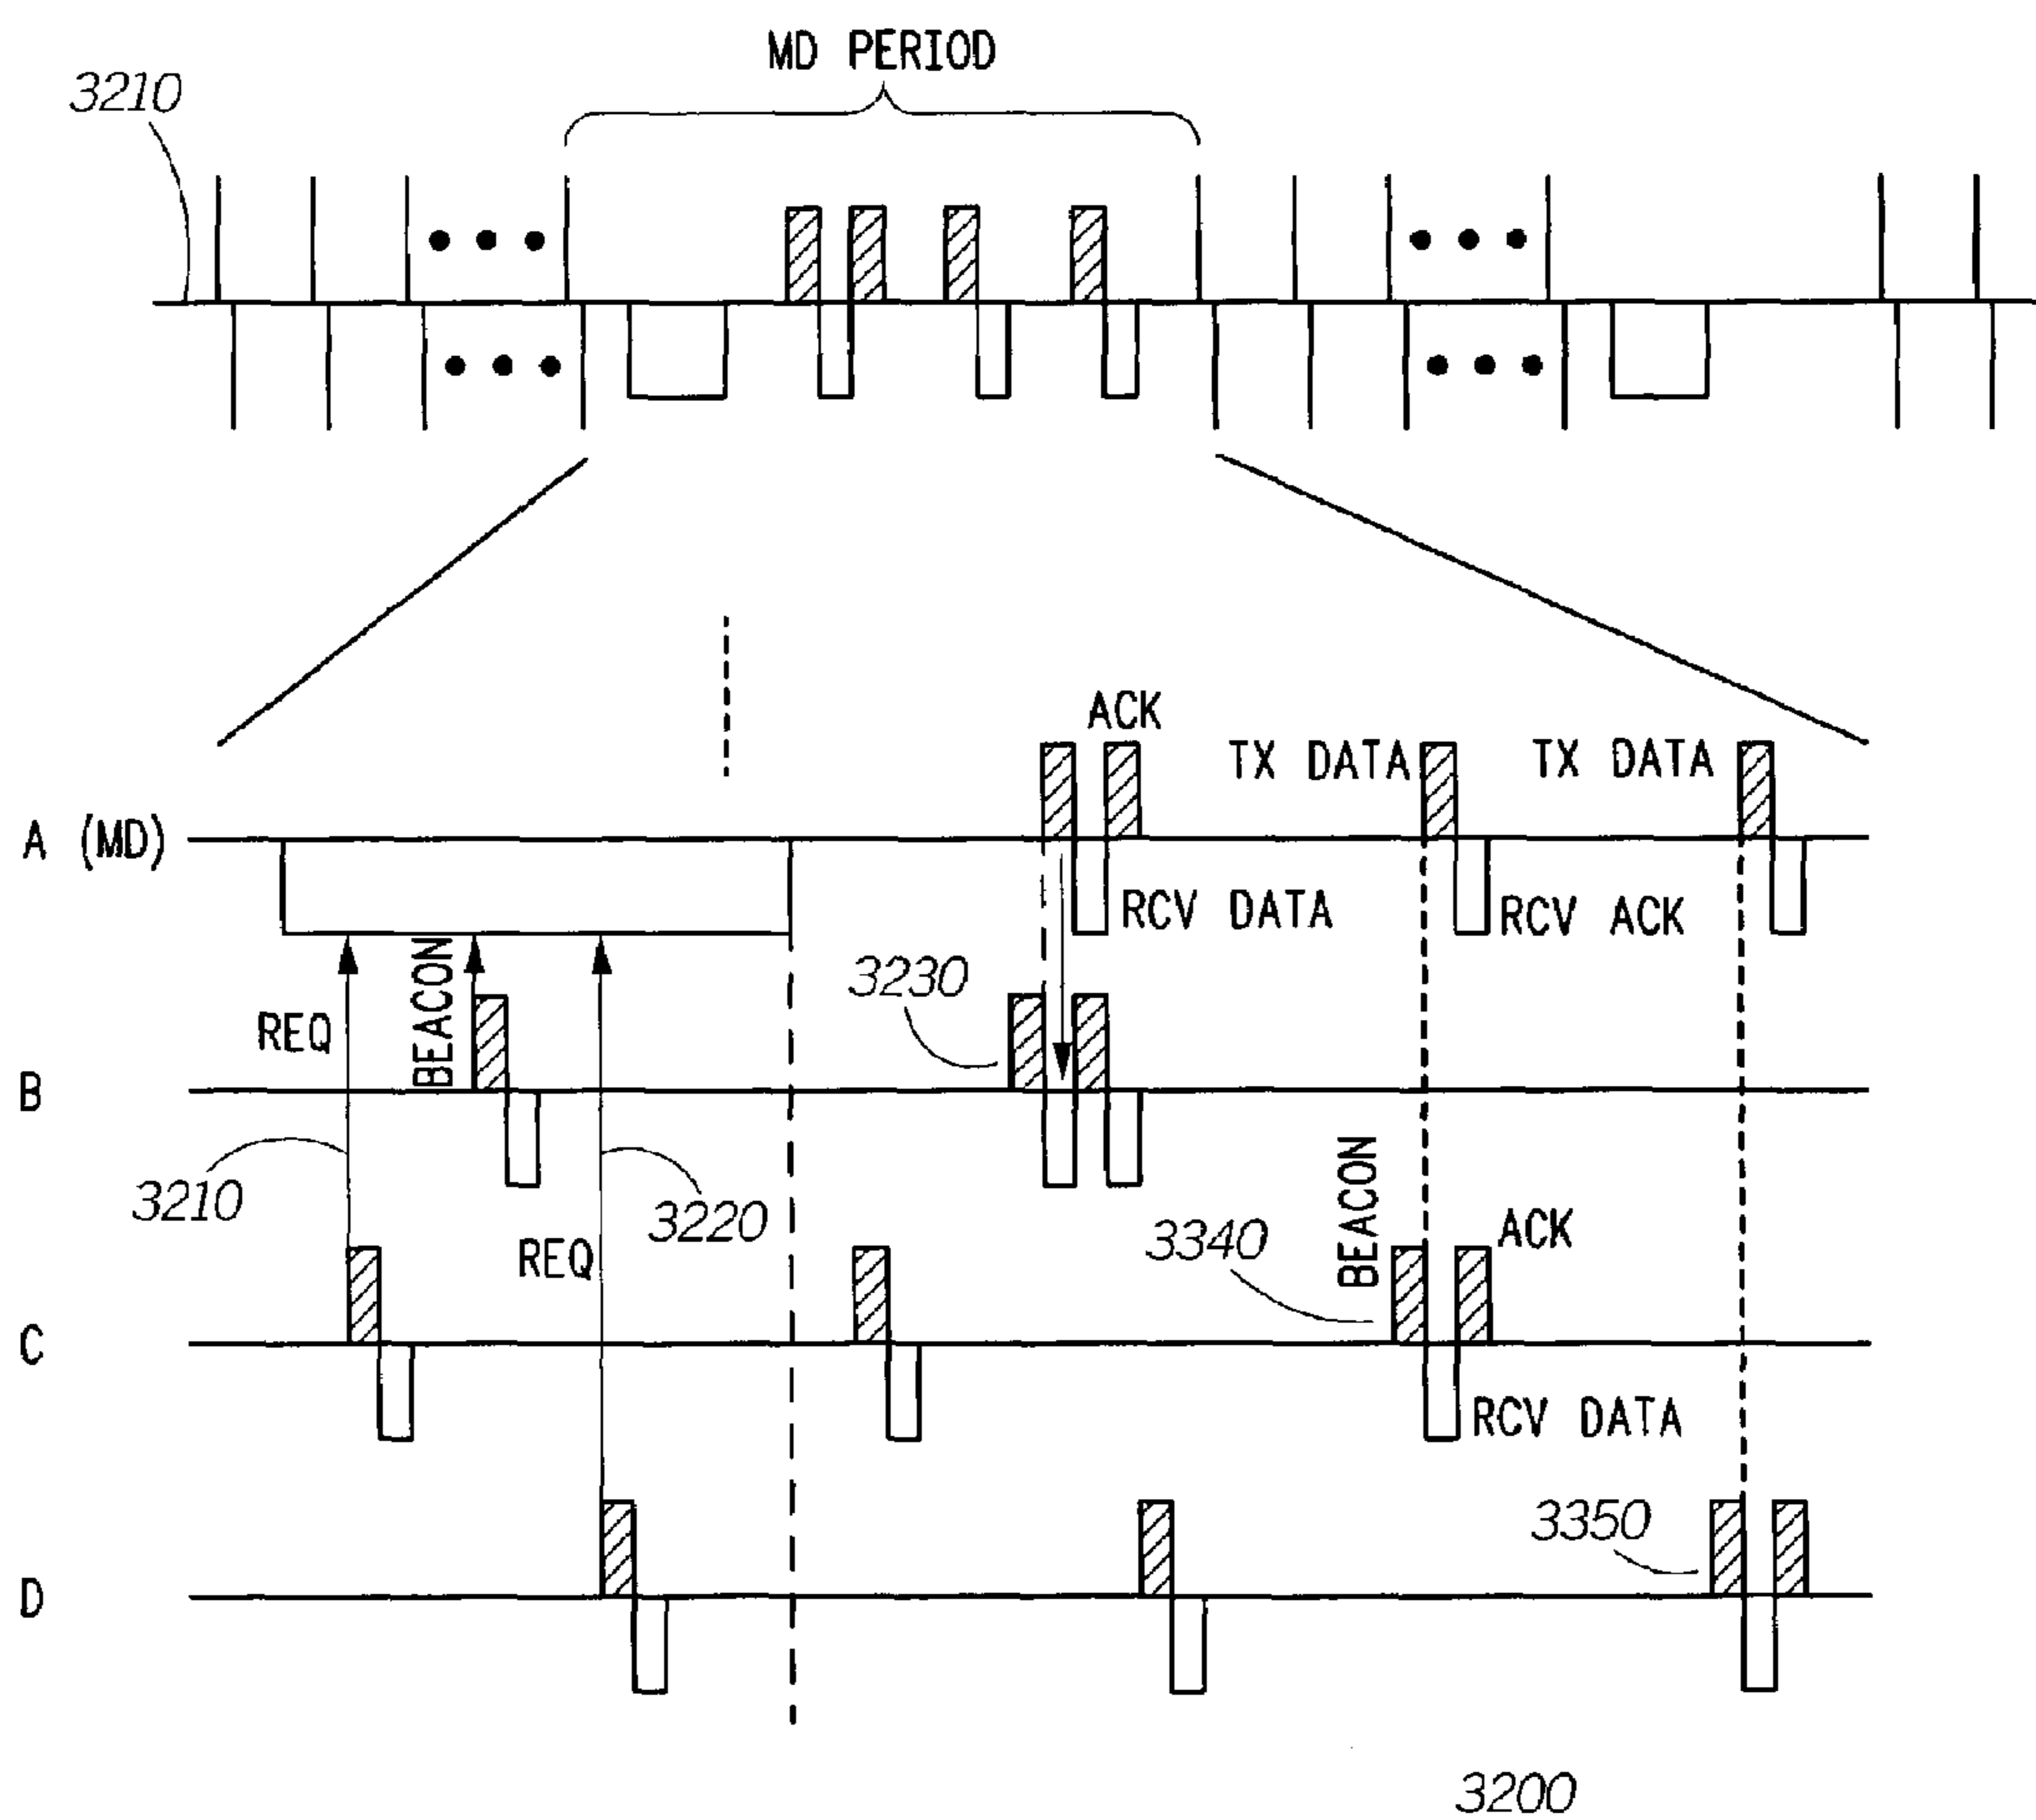 MD PERIOD
3210
ACK
TX DATA
TX DATA
A (MD)
RCV DATA
RCV ACK
BEACON
3230
REQ
B
3210
3220
BEACON
ACK
3340
REQ
C
RCV DATA
3350
D
3200